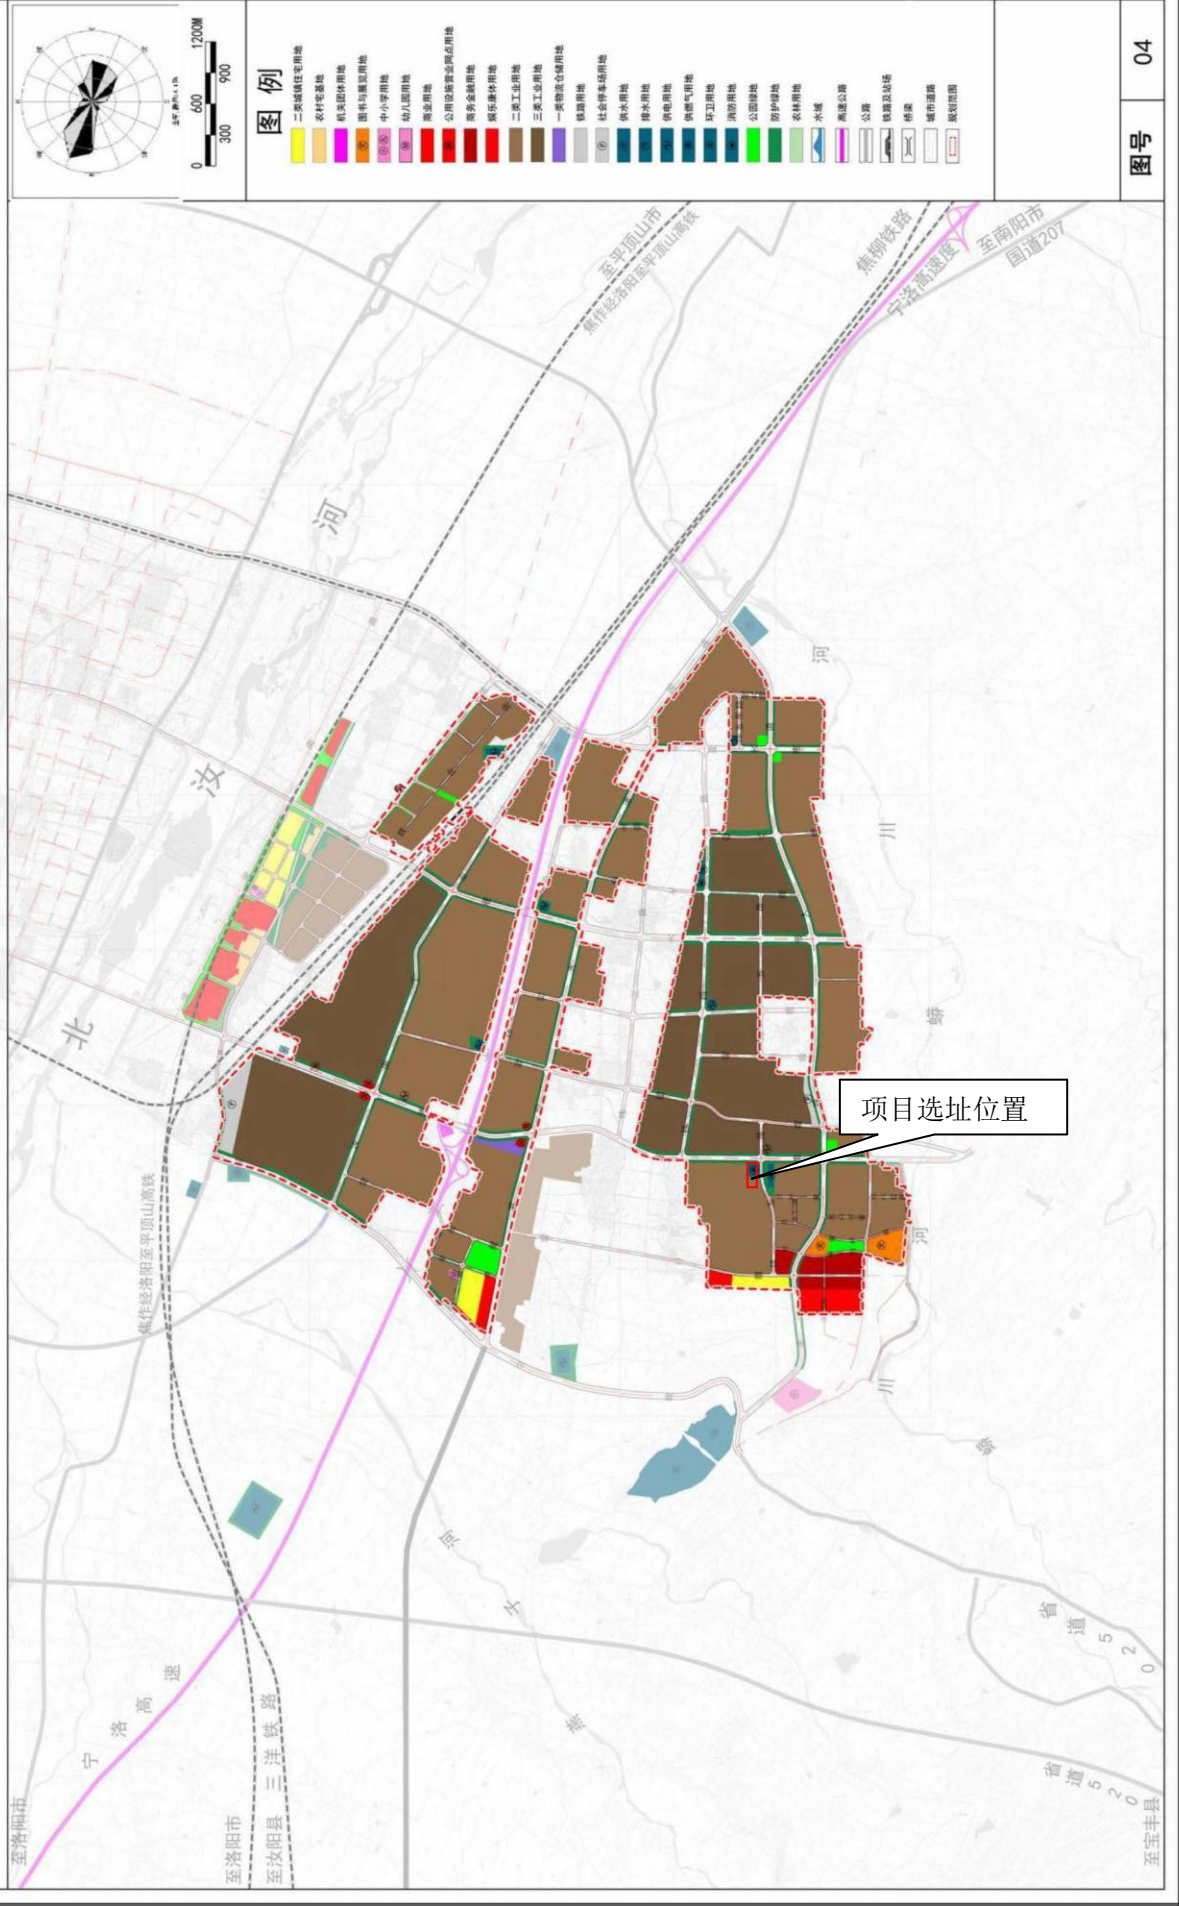 1200M
900
600
300
0
图例
二类城镇住宅用地
农村宅基地
机关团体用地
图书与展览用地
中小学用地
幼儿园用地
商业用地
公用设施营业网点用地
商务金融用地
娱乐康体用地
二类工业用地
三类工业用地
一类物流仓储用地
铁路用地
社会停车场用地
供水用地
排水用地
供电用地
供燃气用地
环卫用地
消防用地
公园绿地
防护绿地
农林用地
水域
高速公路
公路
铁路及站场
桥梁
城市道路
规划范围
图号
04
至平顶山市
焦作经洛阳至平顶山高铁
焦柳铁路
宁洛高速度
至南阳市
国道207
北
汝
河
河
川
蟒
项目选址位置
河
川
蟒
焦作经洛阳至平顶山高铁
河
子
燕
宁洛高速
至洛阳市
至洛阳市
至汝阳县
三洋铁路
省道520
省道520
至宝丰县